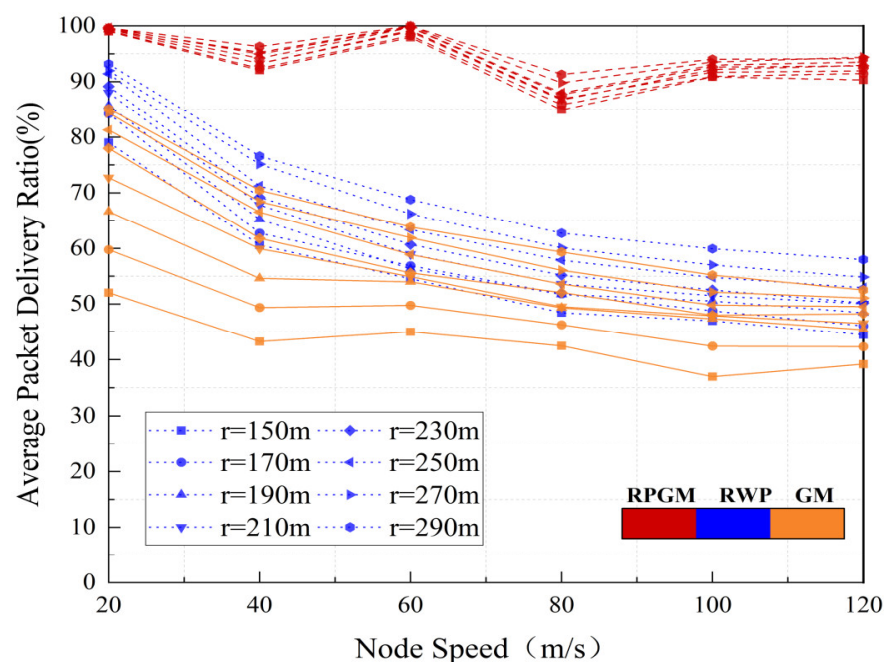 Average Packet Delivery Ratio(%)
100
90
80
70
60
50
40
30
20
10
0
r=150m r=230m
r=170m r=250m
r=190m r=270m
r=210m r=290m
RPGM RWP GM
20 40 60 80 100 120
Node Speed（m/s）